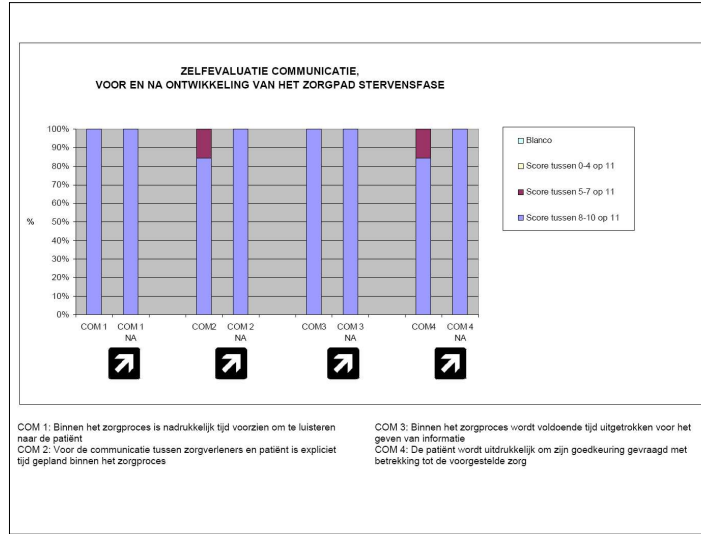 ZELFEVALUATIE COMMUNICATIE,
VOOR EN NA ONTWIKKELING VAN HET ZORGPAD STERVENSFASE
100%
90%
80%
70%
60%
50%
40%
30%
20%
10%
0%
%
COM 1
COM 1 NA
COM2
COM 2 NA
COM3
COM 3 NA
COM4
COM 4 NA
Blanco
Score tussen 0-4 op 11
Score tussen 5-7 op 11
Score tussen 8-10 op 11
COM 1: Binnen het zorgproces is nadrukkelijk tijd voorzien om te luisteren
naar de patiënt
COM 2: Voor de communicatie tussen zorgverleners en patiënt is expliciet
tijd gepland binnen het zorgproces
COM 3: Binnen het zorgproces wordt voldoende tijd uitgetrokken voor het
geven van informatie
COM 4: De patiënt wordt uitdrukkelijk om zijn goedkeuring gevraagd met
betrekking tot de voorgestelde zorg